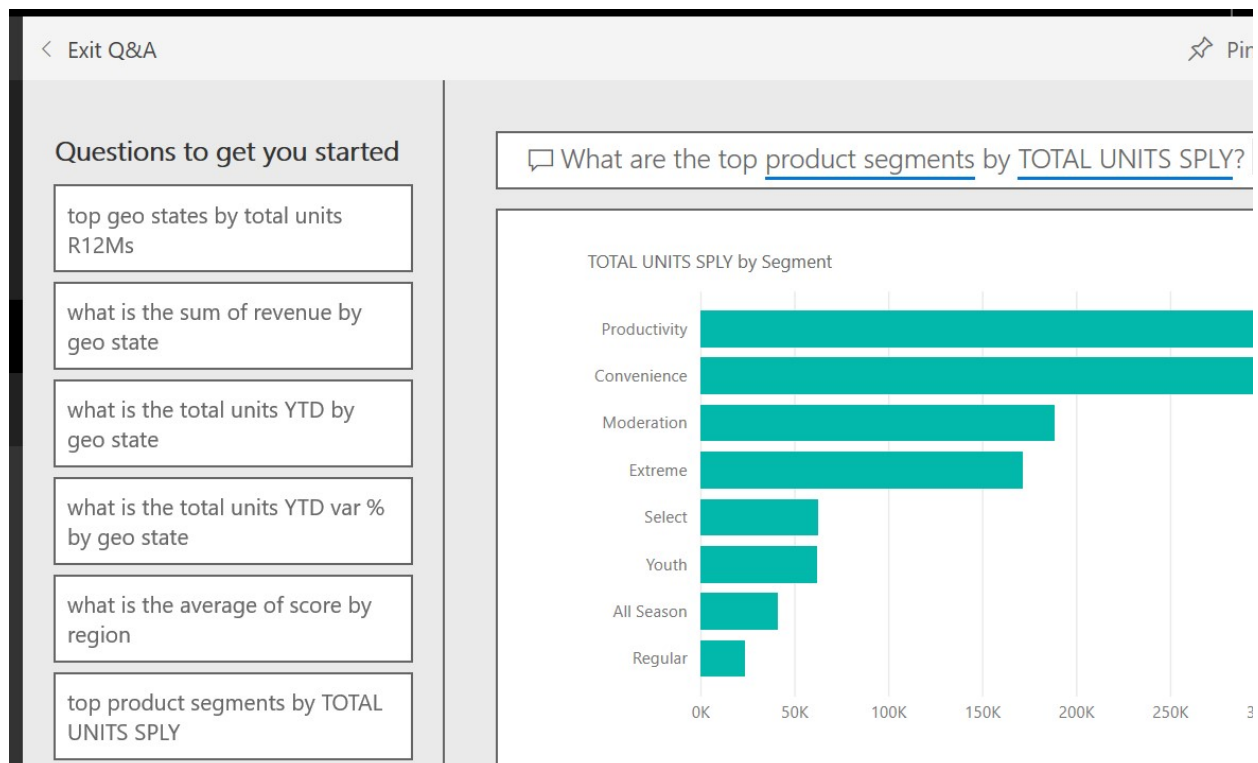 Exit Q&A
Questions to get you started
top geo states by total units
R12Ms
what is the sum of revenue by
geo state
what is the total units YTD by
geo state
what is the total units YTD var %
by geo state
what is the average of score by
region
top product segments by TOTAL
UNITS SPLY
What are the top product segments by TOTAL UNITS SPLY?
TOTAL UNITS SPLY by Segment
Productivity
Convenience
Moderation
Extreme
Select
Youth
All Season
Regular
0K 50K 100K 150K 200K 250K